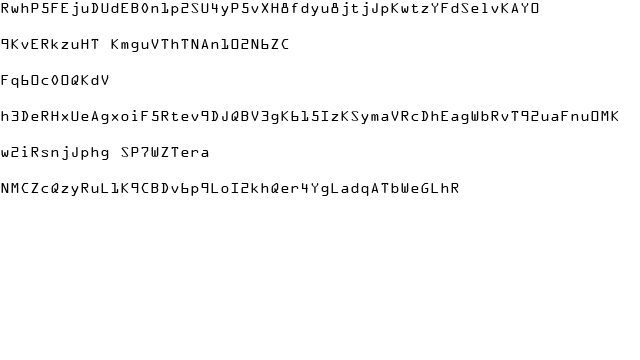 RwhP5FEjuDUdEB0n1p2SU4yP5vXH8fdyu8jtjJpKwtzYFdSelvKAYO
9KvERkzuHT KmguVThTNAn1O2N6ZC
Fq6Oc0OQKdV
h3DeRHxUeAgxoiF5Rtev9DJQBV3gK615IzKSymaVRcDhEagWbRvT92uaFnuOMK
w2iRsnjJphg SP7WZTera
NMCZcQzyRuL1K9CBDv6p9LoI2khQer4YgLadqATbWeGLhR